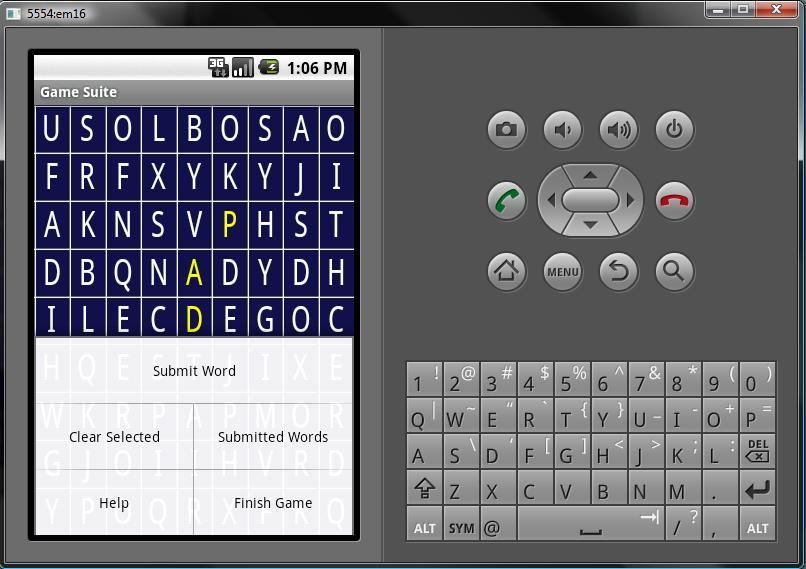 5554:em16
3G 1:06 PM
Game Suite
U S O L B O S A O
F R F X Y K Y J I
A K N S V P H S T
D B Q N A D Y D H
I L E C D E G O C
H Q E S T J I X E
Submit Word
W K R P A P M O R
Clear Selected Submitted Words
G J O I I H V R D
Help Finish Game
MENU
1 ! 2 @ 3 # 4 $ 5 % 6 ^ 7 & 8 * 9 ( 0 )
Q | W ~ E “ R ` T { Y } U _ I - O + P =
A S \ D ‘ F [ G ] H < J > K ; L : DEL
Z X C V B N M .
ALT SYM @ / ? , ALT